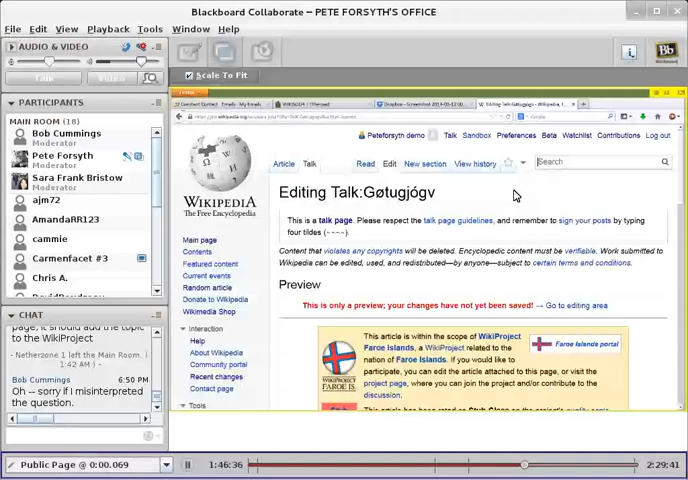 Blackboard Collaborate – PETE FORSYTH'S OFFICE
File Edit View Playback Tools Window Help
AUDIO & VIDEO
Talk Video
Scale To Fit
PARTICIPANTS
MAIN ROOM (18)
Bob Cummings
Moderator
Pete Forsyth
Moderator
Sara Frank Bristow
Moderator
ajm72
AmandaRR123
cammie
Carmenfacet #3
Chris A.
CHAT
page, it should add the topic
to the WikiProject
- Netherzone 1 left the Main Room. (
1:42 AM ) -
Bob Cummings 6:50 PM
Oh -- sorry if I misinterpreted
the question.
Peteforsyth demo Talk Sandbox Preferences Beta Watchlist Contributions Log out
Article Talk Read Edit New section View history Search
WIKIPEDIA
The Free Encyclopedia
Main page
Contents
Featured content
Current events
Random article
Donate to Wikipedia
Wikimedia Shop
Interaction
Help
About Wikipedia
Community portal
Recent changes
Contact page
Tools
Editing Talk:Gøtugjógv
This is a talk page. Please respect the talk page guidelines, and remember to sign your posts by typing
four tildes (~~~~).
Content that violates any copyrights will be deleted. Encyclopedic content must be verifiable. Work submitted to
Wikipedia can be edited, used, and redistributed—by anyone—subject to certain terms and conditions.
Preview
This is only a preview; your changes have not yet been saved! → Go to editing area
WIKIPROJECT
FAROE IS.
This article is within the scope of WikiProject
Faroe Islands, a WikiProject related to the
nation of Faroe Islands. If you would like to
participate, you can edit the article attached to this page, or visit the
project page, where you can join the project and/or contribute to the
discussion.
Faroe Islands portal
Public Page @ 0:00.069
1:46:36
2:29:41